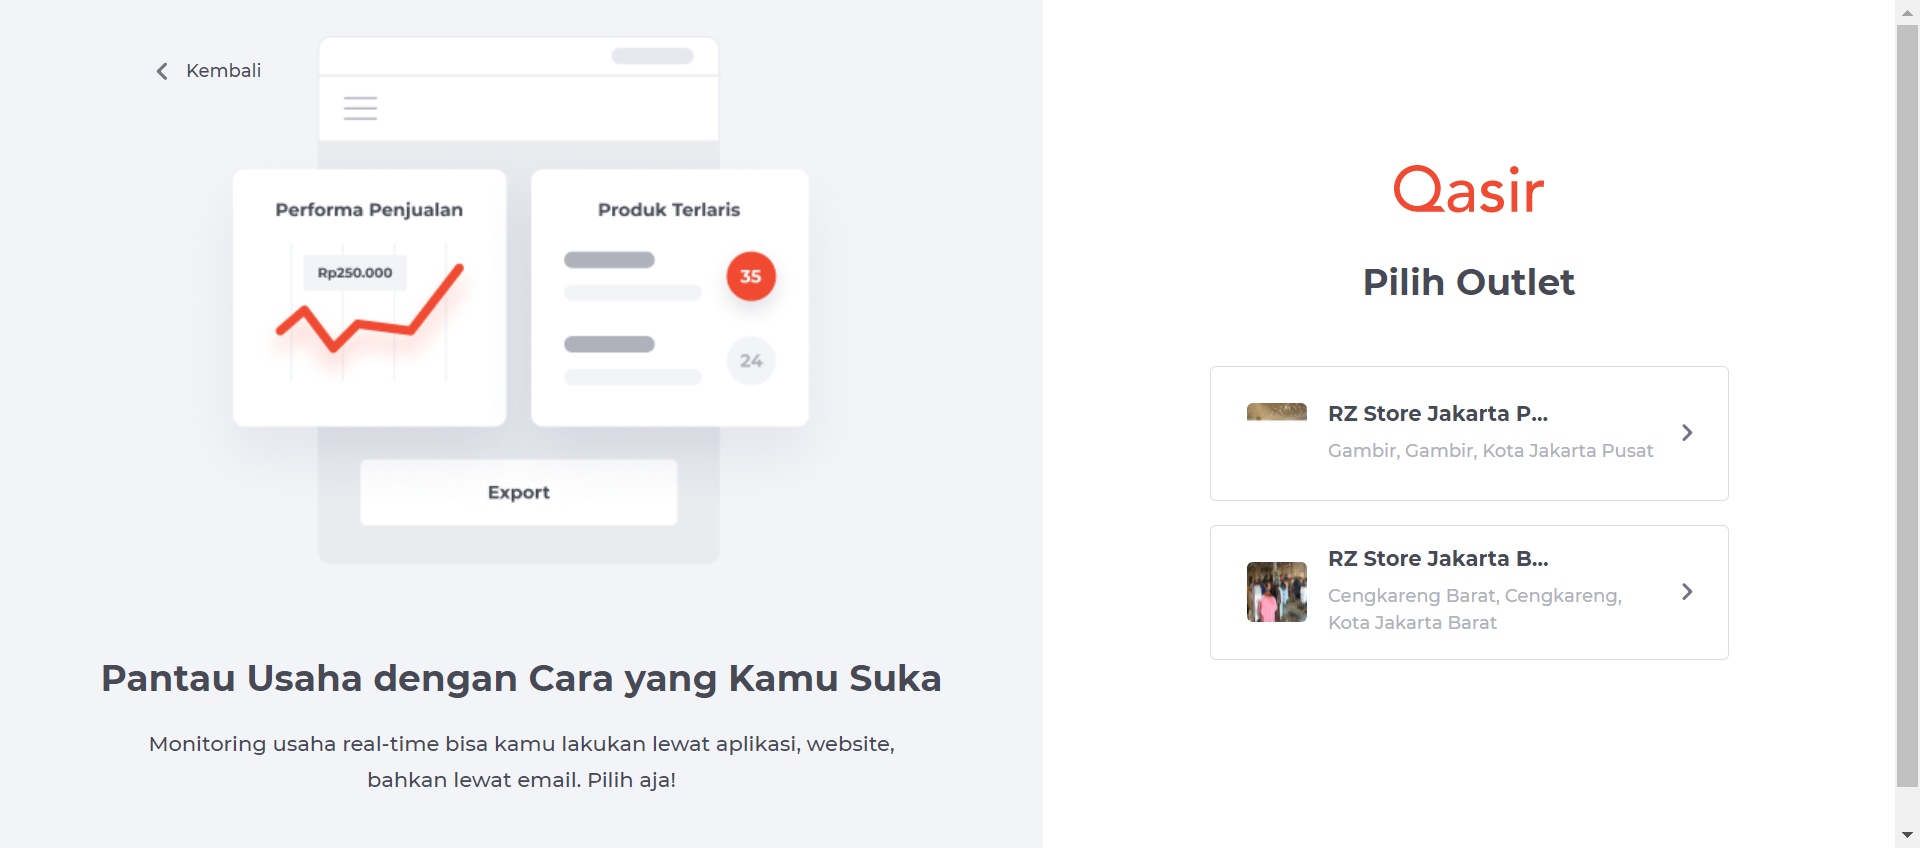 Kembali
Performa Penjualan
Rp250.000
Produk Terlaris
35
24
Export
Pantau Usaha dengan Cara yang Kamu Suka
Monitoring usaha real-time bisa kamu lakukan lewat aplikasi, website,
bahkan lewat email. Pilih aja!
Qasir
Pilih Outlet
RZ Store Jakarta P...
Gambir, Gambir, Kota Jakarta Pusat
RZ Store Jakarta B...
Cengkareng Barat, Cengkareng,
Kota Jakarta Barat